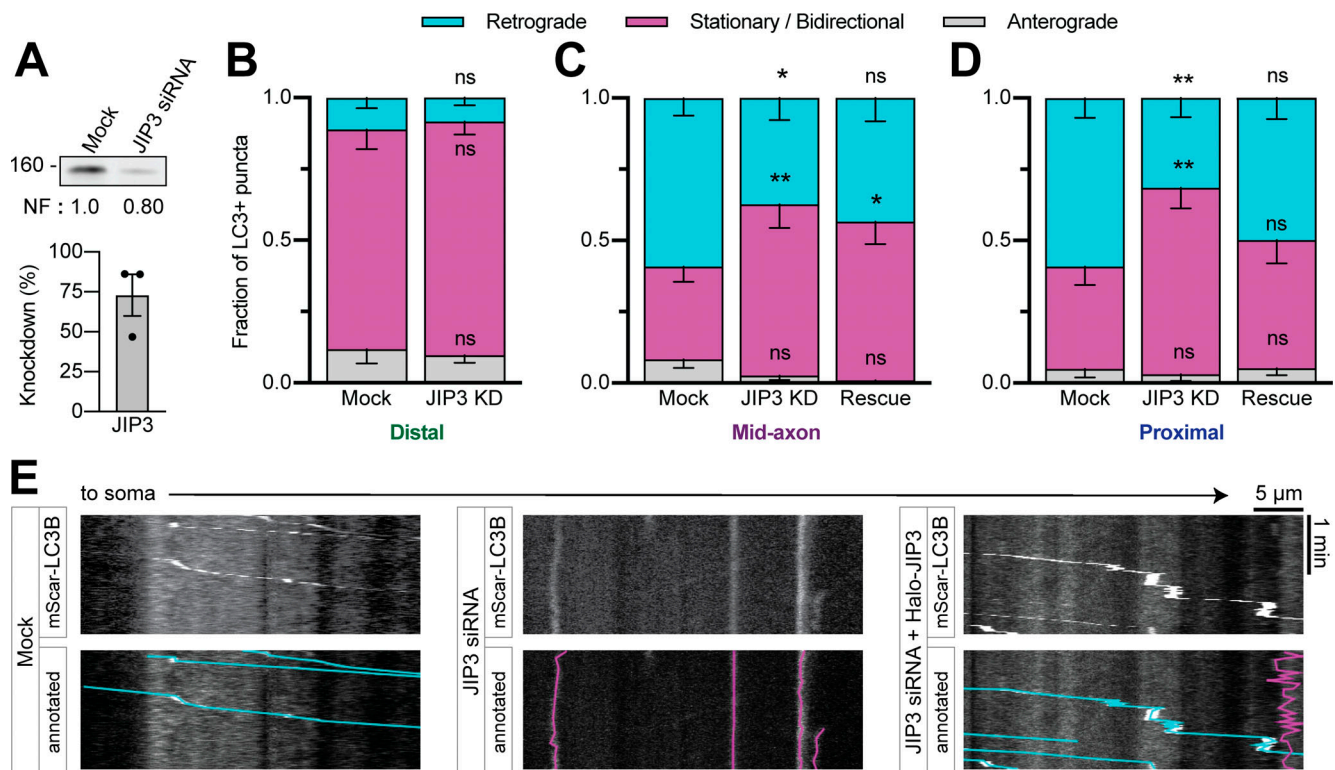 Retrograde Stationary / Bidirectional Anterograde
A
Mock JIP3 siRNA
160 -
NF : 1.0 0.80
100
75
50
25
0
Knockdown (%)
JIP3
B
Fraction of LC3+ puncta
1.0
0.5
0.0
ns
ns
ns
Mock JIP3 KD
Distal
C
1.0
0.5
0.0
* ns
** *
ns ns
Mock JIP3 KD Rescue
Mid-axon
D
1.0
0.5
0.0
** ns
** ns
ns ns
Mock JIP3 KD Rescue
Proximal
E
to soma
5 µm
1 min
Mock
mScar-LC3B
annotated
JIP3 siRNA
mScar-LC3B
annotated
JIP3 siRNA + Halo-JIP3
mScar-LC3B
annotated